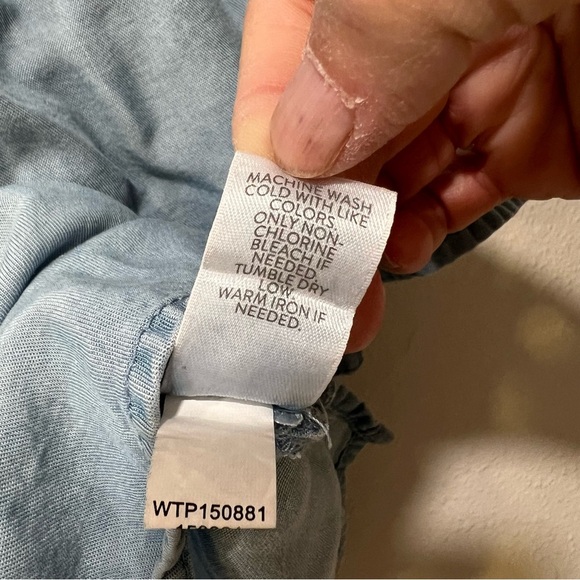 MACHINE WASH
COLD WITH LIKE
COLORS.
ONLY NON-
CHLORINE
BLEACH IF
NEEDED.
TUMBLE DRY
LOW.
WARM IRON IF
NEEDED.
WTP150881